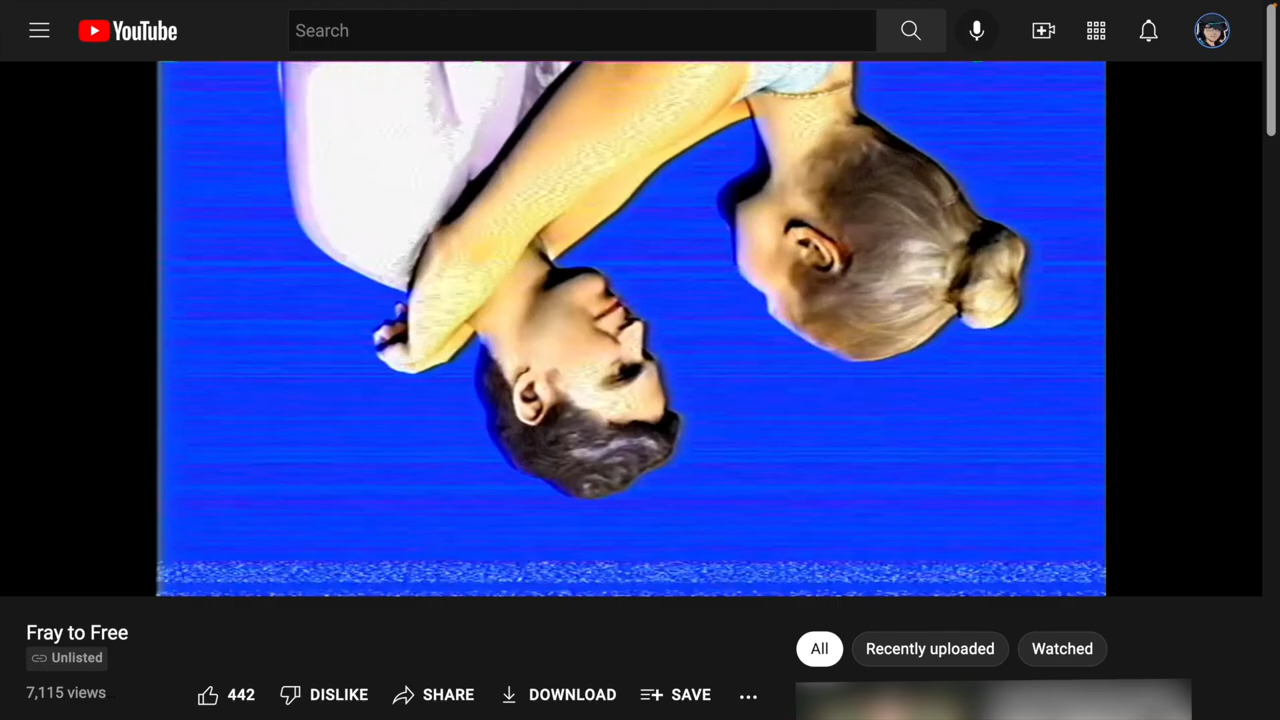 YouTube
Search
Fray to Free
Unlisted
7,115 views
442
DISLIKE
SHARE
DOWNLOAD
SAVE
All
Recently uploaded
Watched